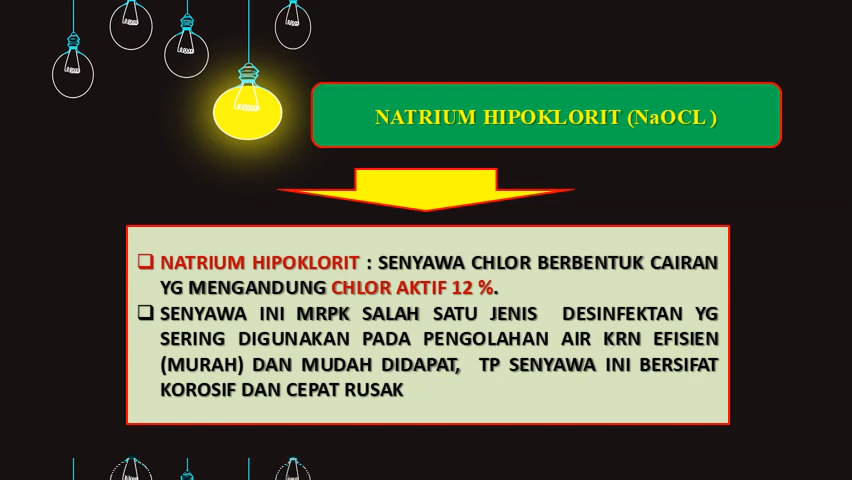 NATRIUM HIPOKLORIT (NaOCL )
❑ NATRIUM HIPOKLORIT : SENYAWA CHLOR BERBENTUK CAIRAN
YG MENGANDUNG CHLOR AKTIF 12 %.
❑ SENYAWA INI MRPK SALAH SATU JENIS DESINFEKTAN YG
SERING DIGUNAKAN PADA PENGOLAHAN AIR KRN EFISIEN
(MURAH) DAN MUDAH DIDAPAT, TP SENYAWA INI BERSIFAT
KOROSIF DAN CEPAT RUSAK